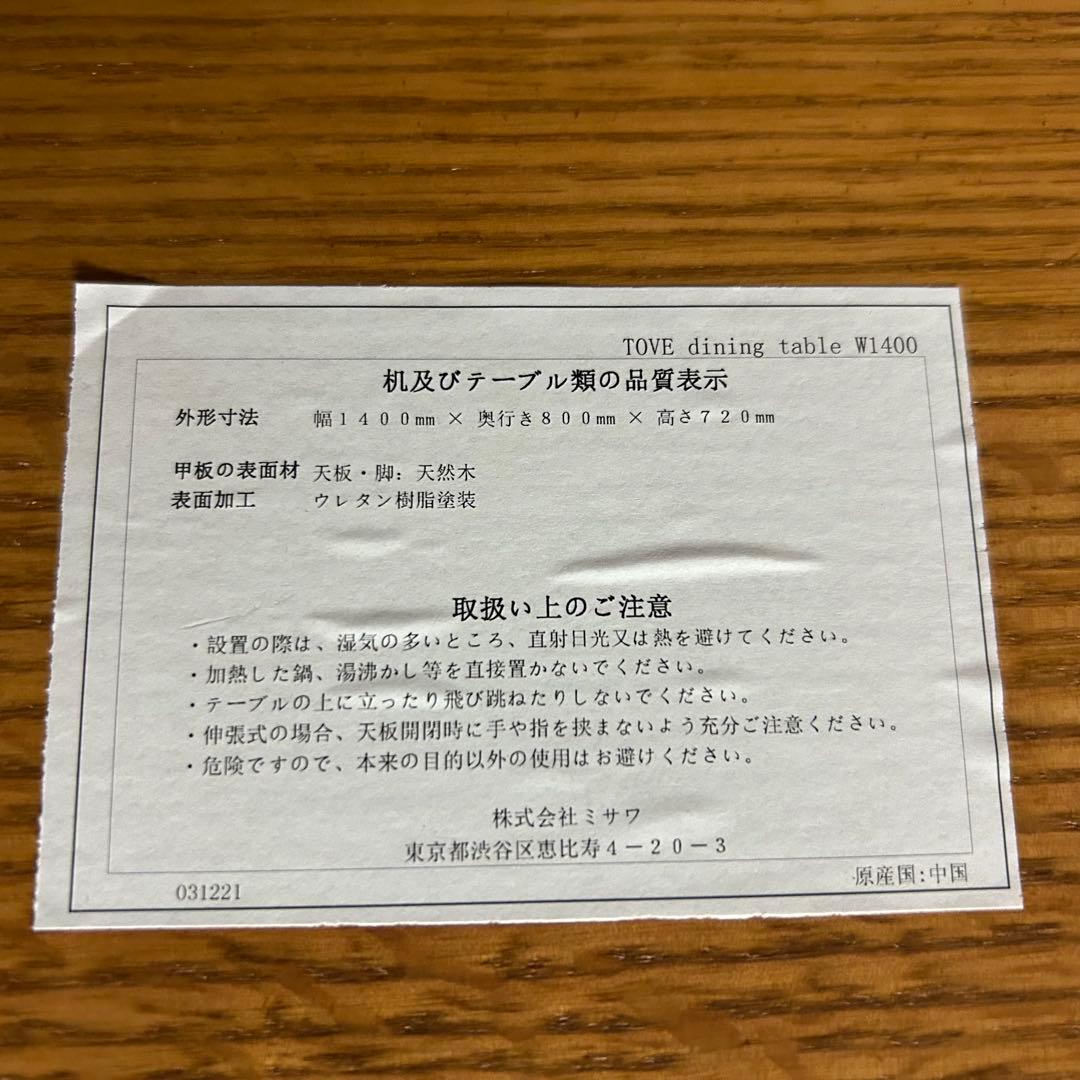 TOVE dining table W1400
机及びテーブル類の品質表示
外形寸法 幅１４００mm × 奥行き８００mm × 高さ７２０mm
甲板の表面材 天板・脚: 天然木
表面加工 ウレタン樹脂塗装
取扱い上のご注意
・設置の際は、湿気の多いところ、直射日光又は熱を避けてください。
・加熱した鍋、湯沸かし等を直接置かないでください。
・テーブルの上に立ったり飛び跳ねたりしないでください。
・伸張式の場合、天板開閉時に手や指を挟まないよう充分ご注意ください。
・危険ですので、本来の目的以外の使用はお避けください。
株式会社ミサワ
東京都渋谷区恵比寿４－２０－３
原産国:中国
031221